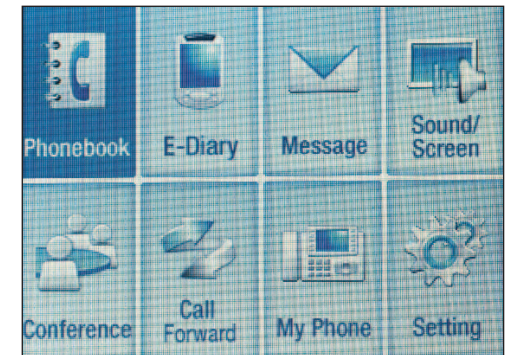 Phonebook
E-Diary
Message
Sound/
Screen
Conference
Call
Forward
My Phone
Setting